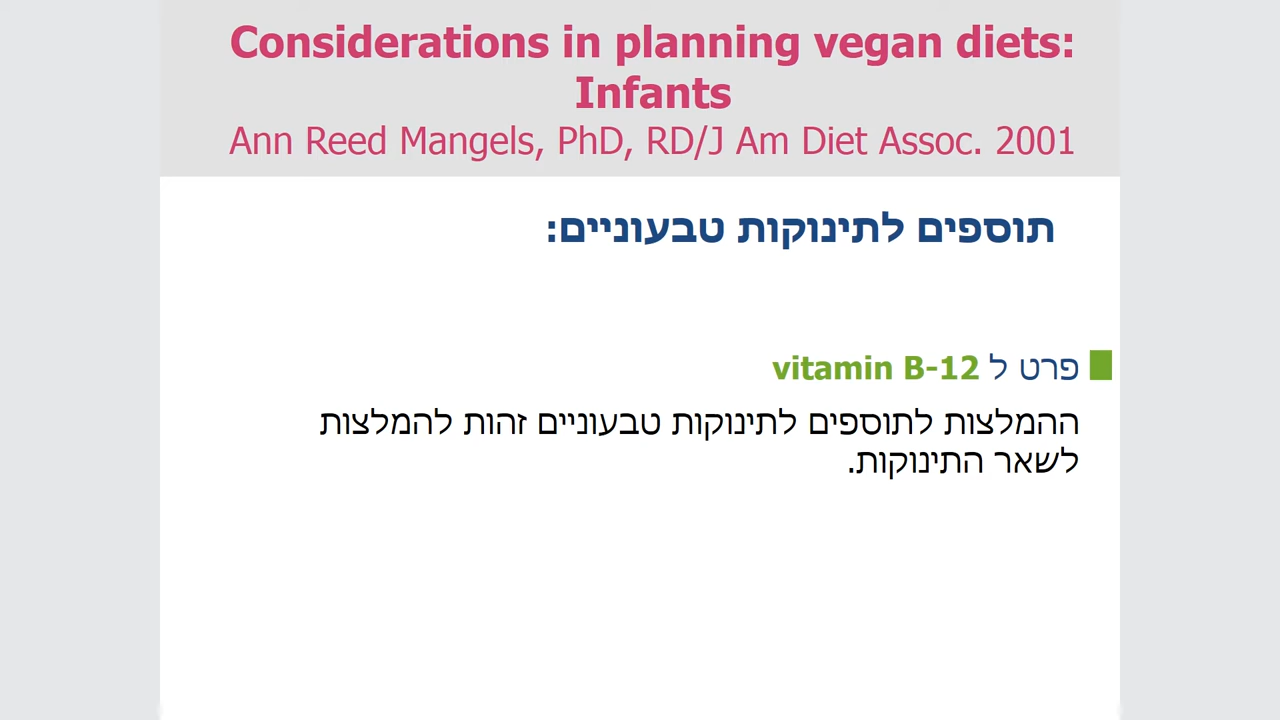 Considerations in planning vegan diets:
Infants
Ann Reed Mangels, PhD, RD/J Am Diet Assoc. 2001
תוספים לתינוקות טבעוניים:
פרט ל vitamin B-12
ההמלצות לתוספים לתינוקות טבעוניים זהות להמלצות
לשאר התינוקות.